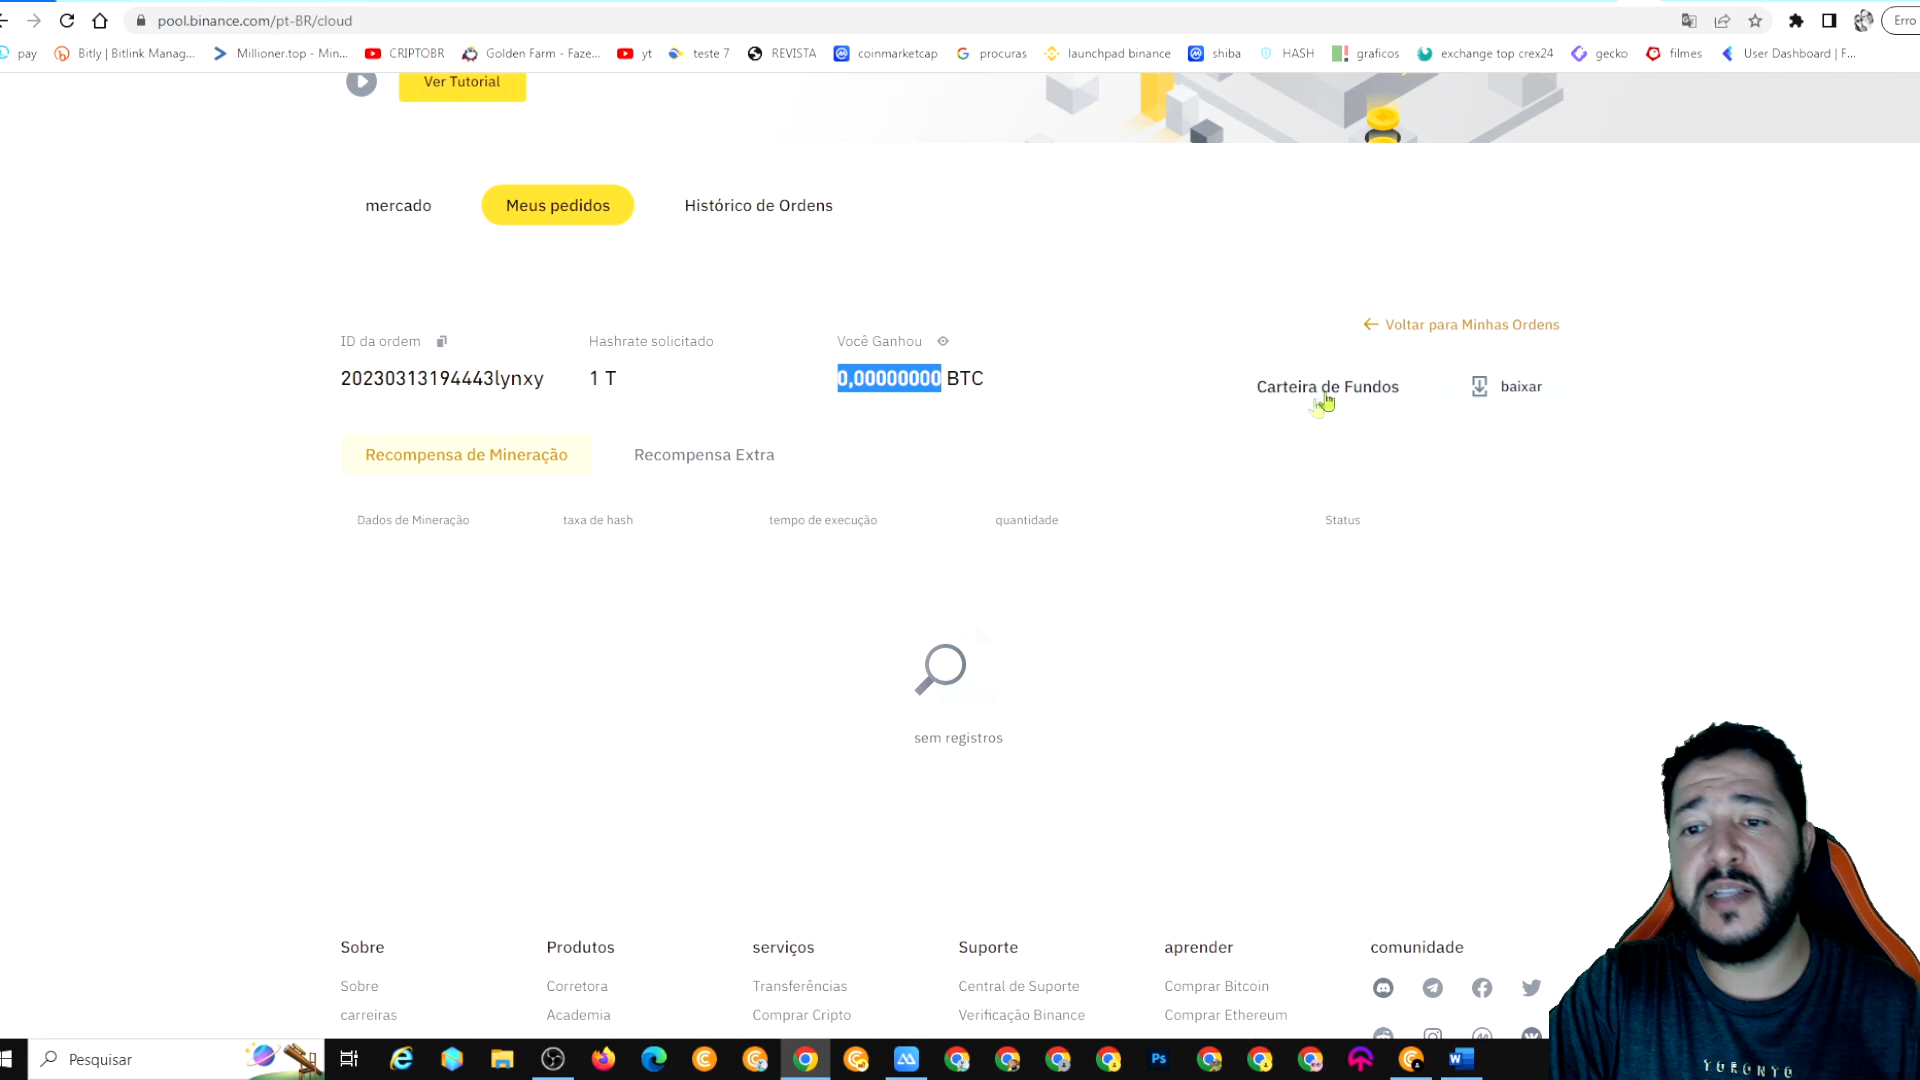 pool.binance.com/pt-BR/cloud
Erro
pay
Bitly | Bitlink Manag...
Millioner.top - Min...
CRIPTOBR
Golden Farm - Faze...
yt
teste 7
REVISTA
coinmarketcap
procuras
launchpad binance
shiba
HASH
graficos
exchange top crex24
gecko
filmes
User Dashboard | F...
Ver Tutorial
mercado
Meus pedidos
Histórico de Ordens
Voltar para Minhas Ordens
ID da ordem
Hashrate solicitado
Você Ganhou
20230313194443lynxy
1 T
0,00000000 BTC
Carteira de Fundos
baixar
Recompensa de Mineração
Recompensa Extra
Dados de Mineração
taxa de hash
tempo de execução
quantidade
Status
sem registros
Sobre
Produtos
serviços
Suporte
aprender
comunidade
Sobre
Corretora
Transferências
Central de Suporte
Comprar Bitcoin
carreiras
Academia
Comprar Cripto
Verificação Binance
Comprar Ethereum
Pesquisar
Ps
TORONTO